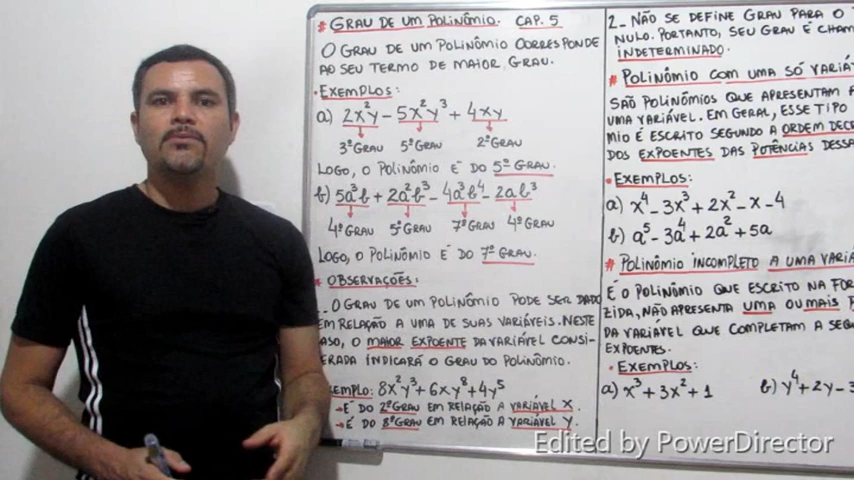 * GRAU DE UM POLINÔMIO. CAP. 5
O GRAU DE UM POLINÔMIO CORRESPONDE
AO SEU TERMO DE MAIOR GRAU.
• EXEMPLOS:
a) 2x²y - 5x²y³ + 4xy
3º GRAU 5º GRAU 2º GRAU
LOGO, O POLINÔMIO É DO 5º GRAU.
b) 5a³b + 2a²b³ - 4a³b⁴ - 2ab³
4º GRAU 5º GRAU 7º GRAU 4º GRAU
LOGO, O POLINÔMIO É DO 7º GRAU.
* OBSERVAÇÕES:
O GRAU DE UM POLINÔMIO PODE SER DADO
EM RELAÇÃO A UMA DE SUAS VARIÁVEIS. NESTE
ASO, O MAIOR EXPOENTE DA VARIÁVEL CONSI-
ERADA INDICARÁ O GRAU DO POLINÔMIO.
EMPLO: 8x²y³ + 6xy⁸ + 4y⁵
→ É DO 2º GRAU EM RELAÇÃO A VARIÁVEL X.
→ É DO 8º GRAU EM RELAÇÃO A VARIÁVEL Y.
2 - NÃO SE DEFINE GRAU PARA O
NULO. PORTANTO, SEU GRAU É CHAM
INDETERMINADO.
* POLINÔMIO COM UMA SÓ VARIÁV
SÃO POLINÔMIOS QUE APRESENTAM A
UMA VARIÁVEL. EM GERAL, ESSE TIPO
MIO É ESCRITO SEGUNDO A ORDEM DECE
DOS EXPOENTES DAS POTÊNCIAS DESSA
• EXEMPLOS:
a) x⁴ - 3x³ + 2x² - x - 4
b) a⁵ - 3a⁴ + 2a² + 5a
* POLINÔMIO INCOMPLETO A UMA VARIÁ
É O POLINÔMIO QUE ESCRITO NA FOR
ZIDA, NÃO APRESENTA UMA OU MAIS
DA VARIÁVEL QUE COMPLETAM A SEQ
EXPOENTES.
• EXEMPLOS:
a) x³ + 3x² + 1 b) y⁴ + 2y - 3
Edited by PowerDirector